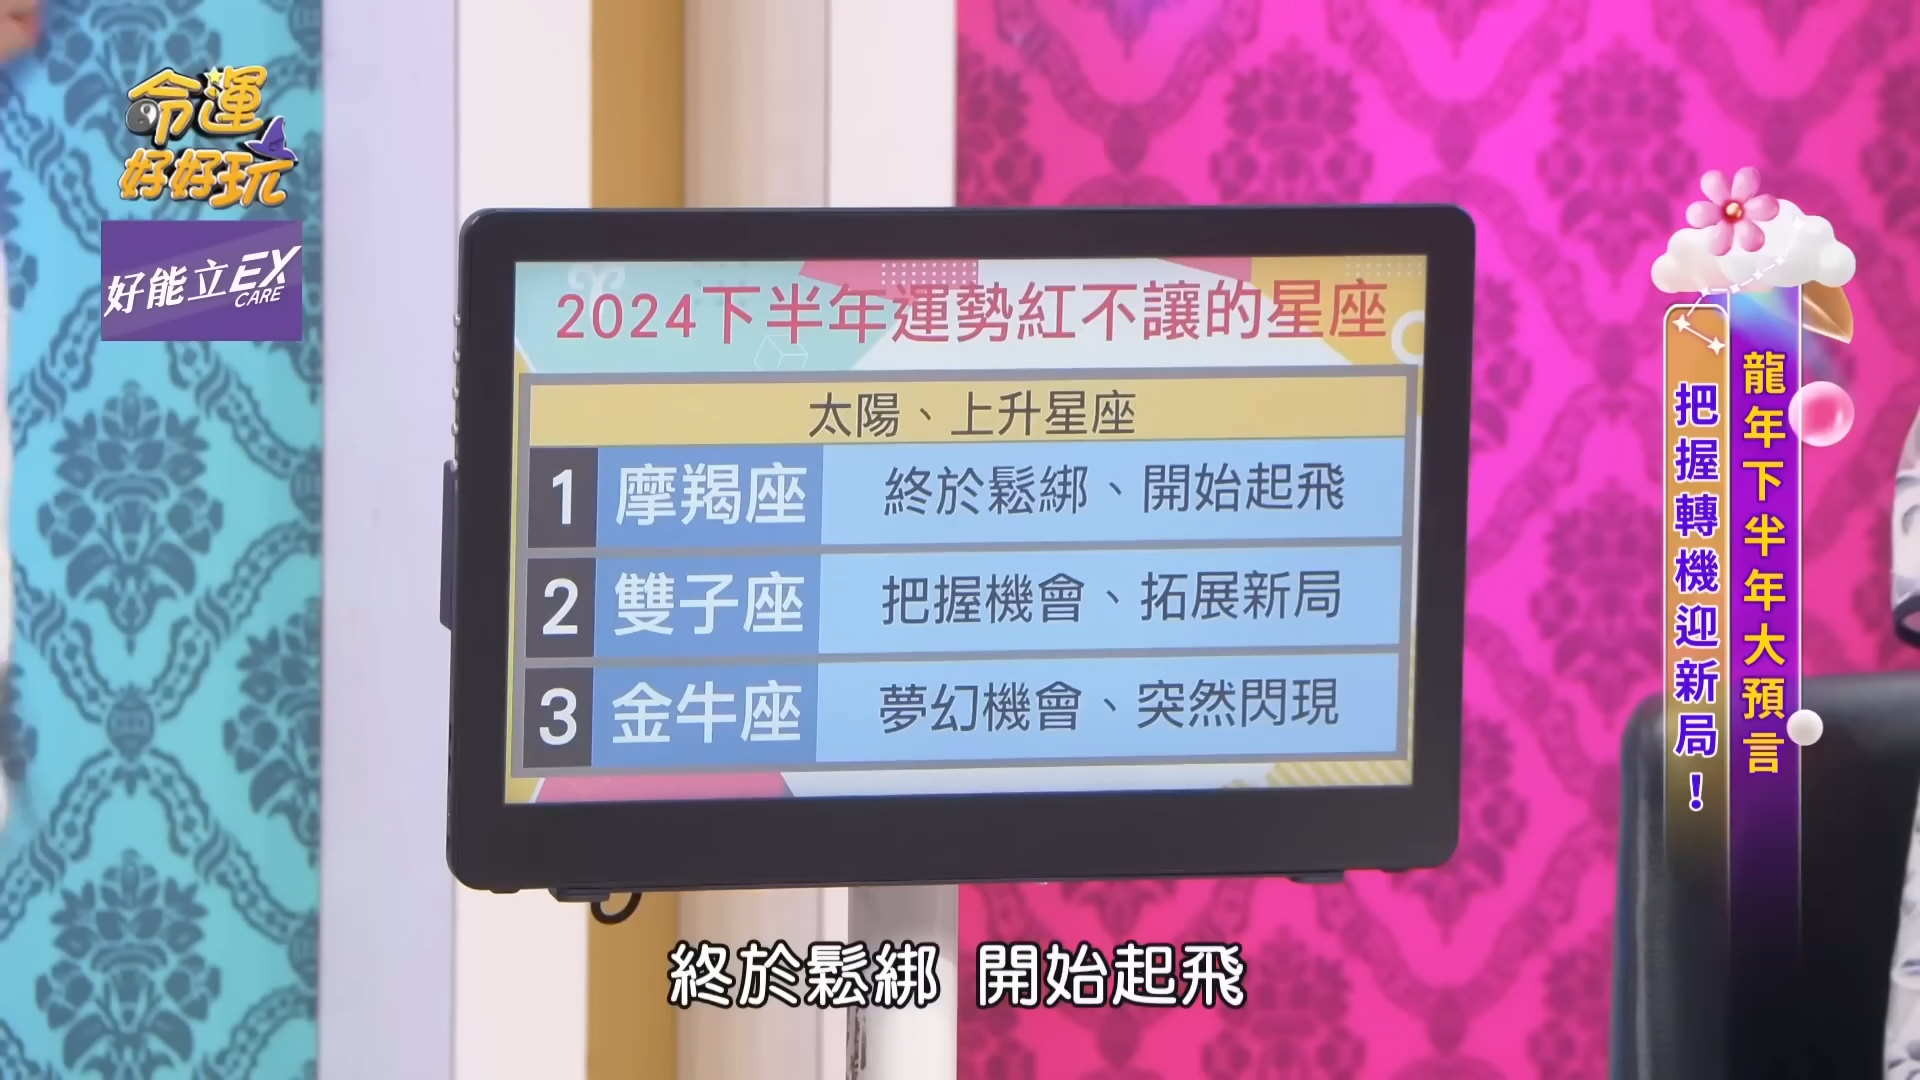 命運
好好玩
好能立EX
CARE
2024下半年運勢紅不讓的星座
太陽、上升星座
1 摩羯座 終於鬆綁、開始起飛
2 雙子座 把握機會、拓展新局
3 金牛座 夢幻機會、突然閃現
龍年下半年大預言
把握轉機迎新局！
終於鬆綁 開始起飛